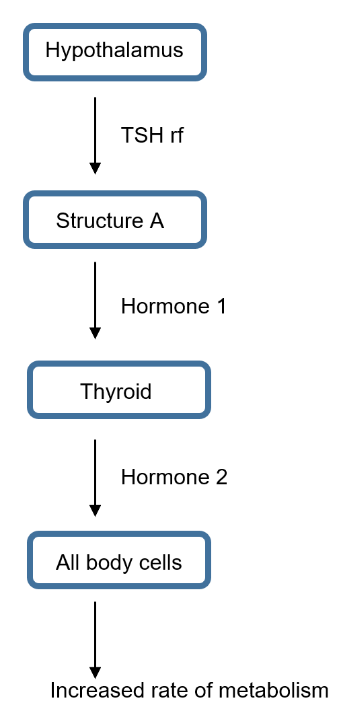 Hypothalamus
TSH rf
Structure A
Hormone 1
Thyroid
Hormone 2
All body cells
Increased rate of metabolism